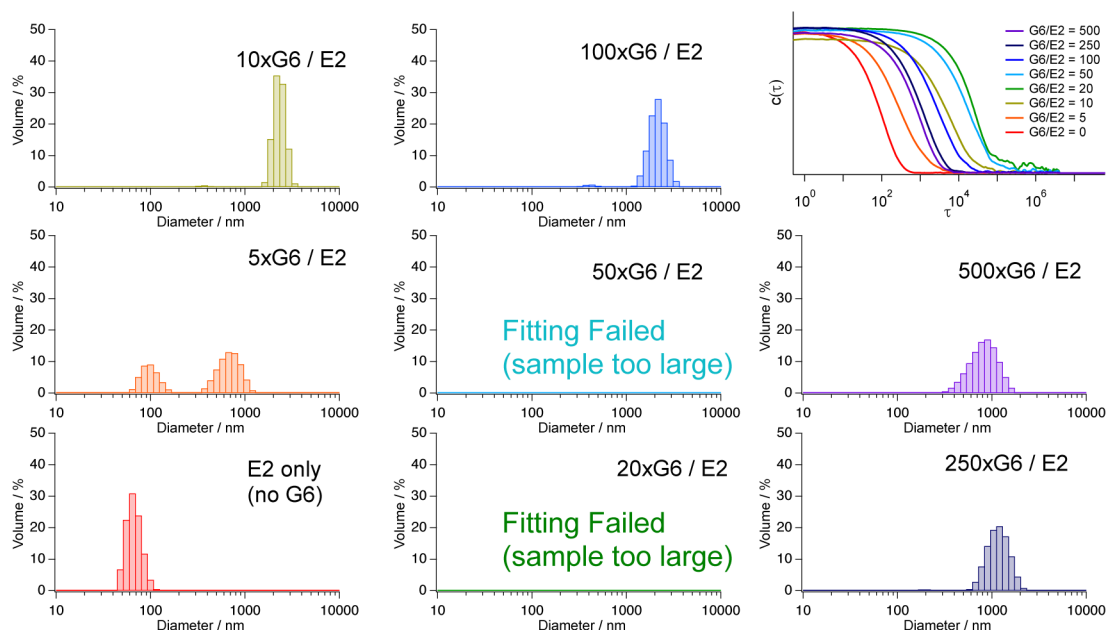 50
40
30
20
10
0
Volume / %
10xG6 / E2
10
100
1000
10000
Diameter / nm
50
40
30
20
10
0
Volume / %
100xG6 / E2
10
100
1000
10000
Diameter / nm
c(τ)
G6/E2 = 500
G6/E2 = 250
G6/E2 = 100
G6/E2 = 50
G6/E2 = 20
G6/E2 = 10
G6/E2 = 5
G6/E2 = 0
10⁰
10²
10⁴
10⁶
τ
50
40
30
20
10
0
Volume / %
5xG6 / E2
10
100
1000
10000
Diameter / nm
50
40
30
20
10
0
Volume / %
50xG6 / E2
Fitting Failed
(sample too large)
10
100
1000
10000
Diameter / nm
50
40
30
20
10
0
Volume / %
500xG6 / E2
10
100
1000
10000
Diameter / nm
50
40
30
20
10
0
Volume / %
E2 only
(no G6)
10
100
1000
10000
Diameter / nm
50
40
30
20
10
0
Volume / %
20xG6 / E2
Fitting Failed
(sample too large)
10
100
1000
10000
Diameter / nm
50
40
30
20
10
0
Volume / %
250xG6 / E2
10
100
1000
10000
Diameter / nm